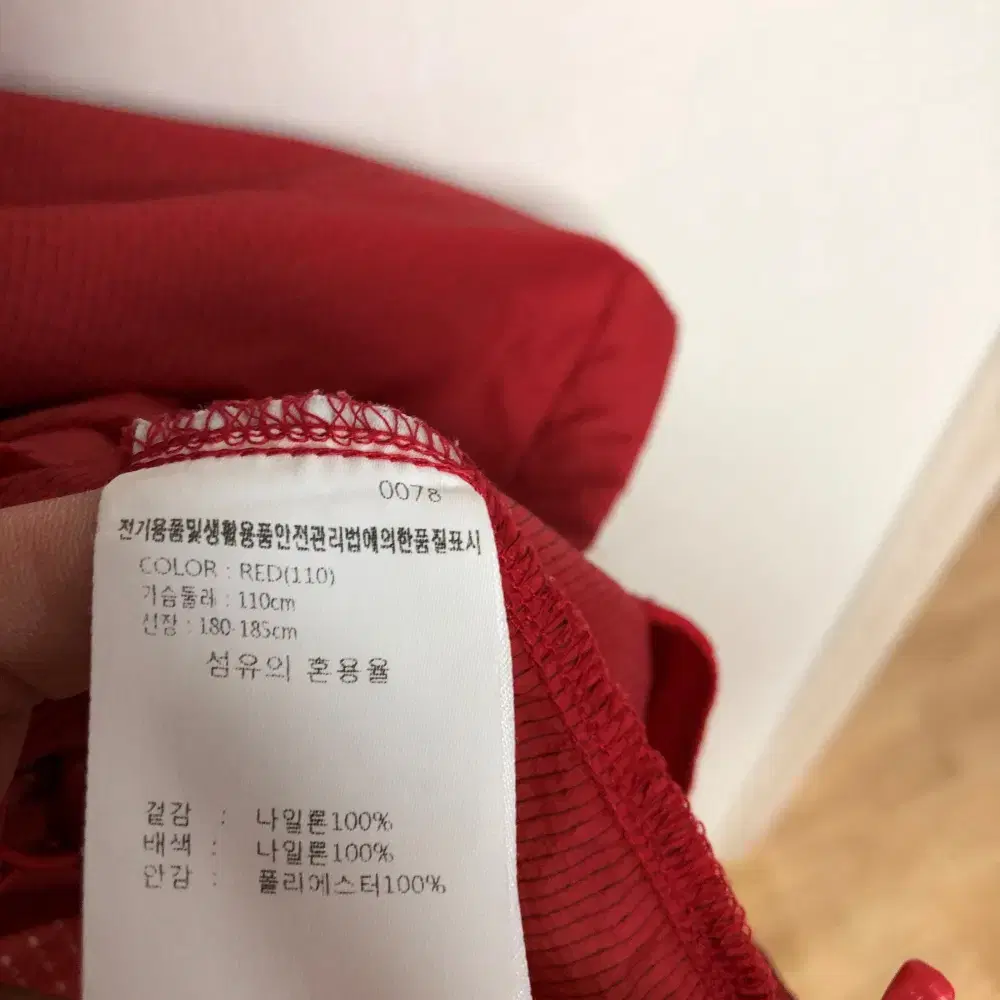 0078
전기용품및생활용품안전관리법에의한품질표시
COLOR : RED(110)
가슴둘레 : 110cm
신장 : 180-185cm
섬유의 혼용율
겉감 : 나일론100%
배색 : 나일론100%
안감 : 폴리에스터100%